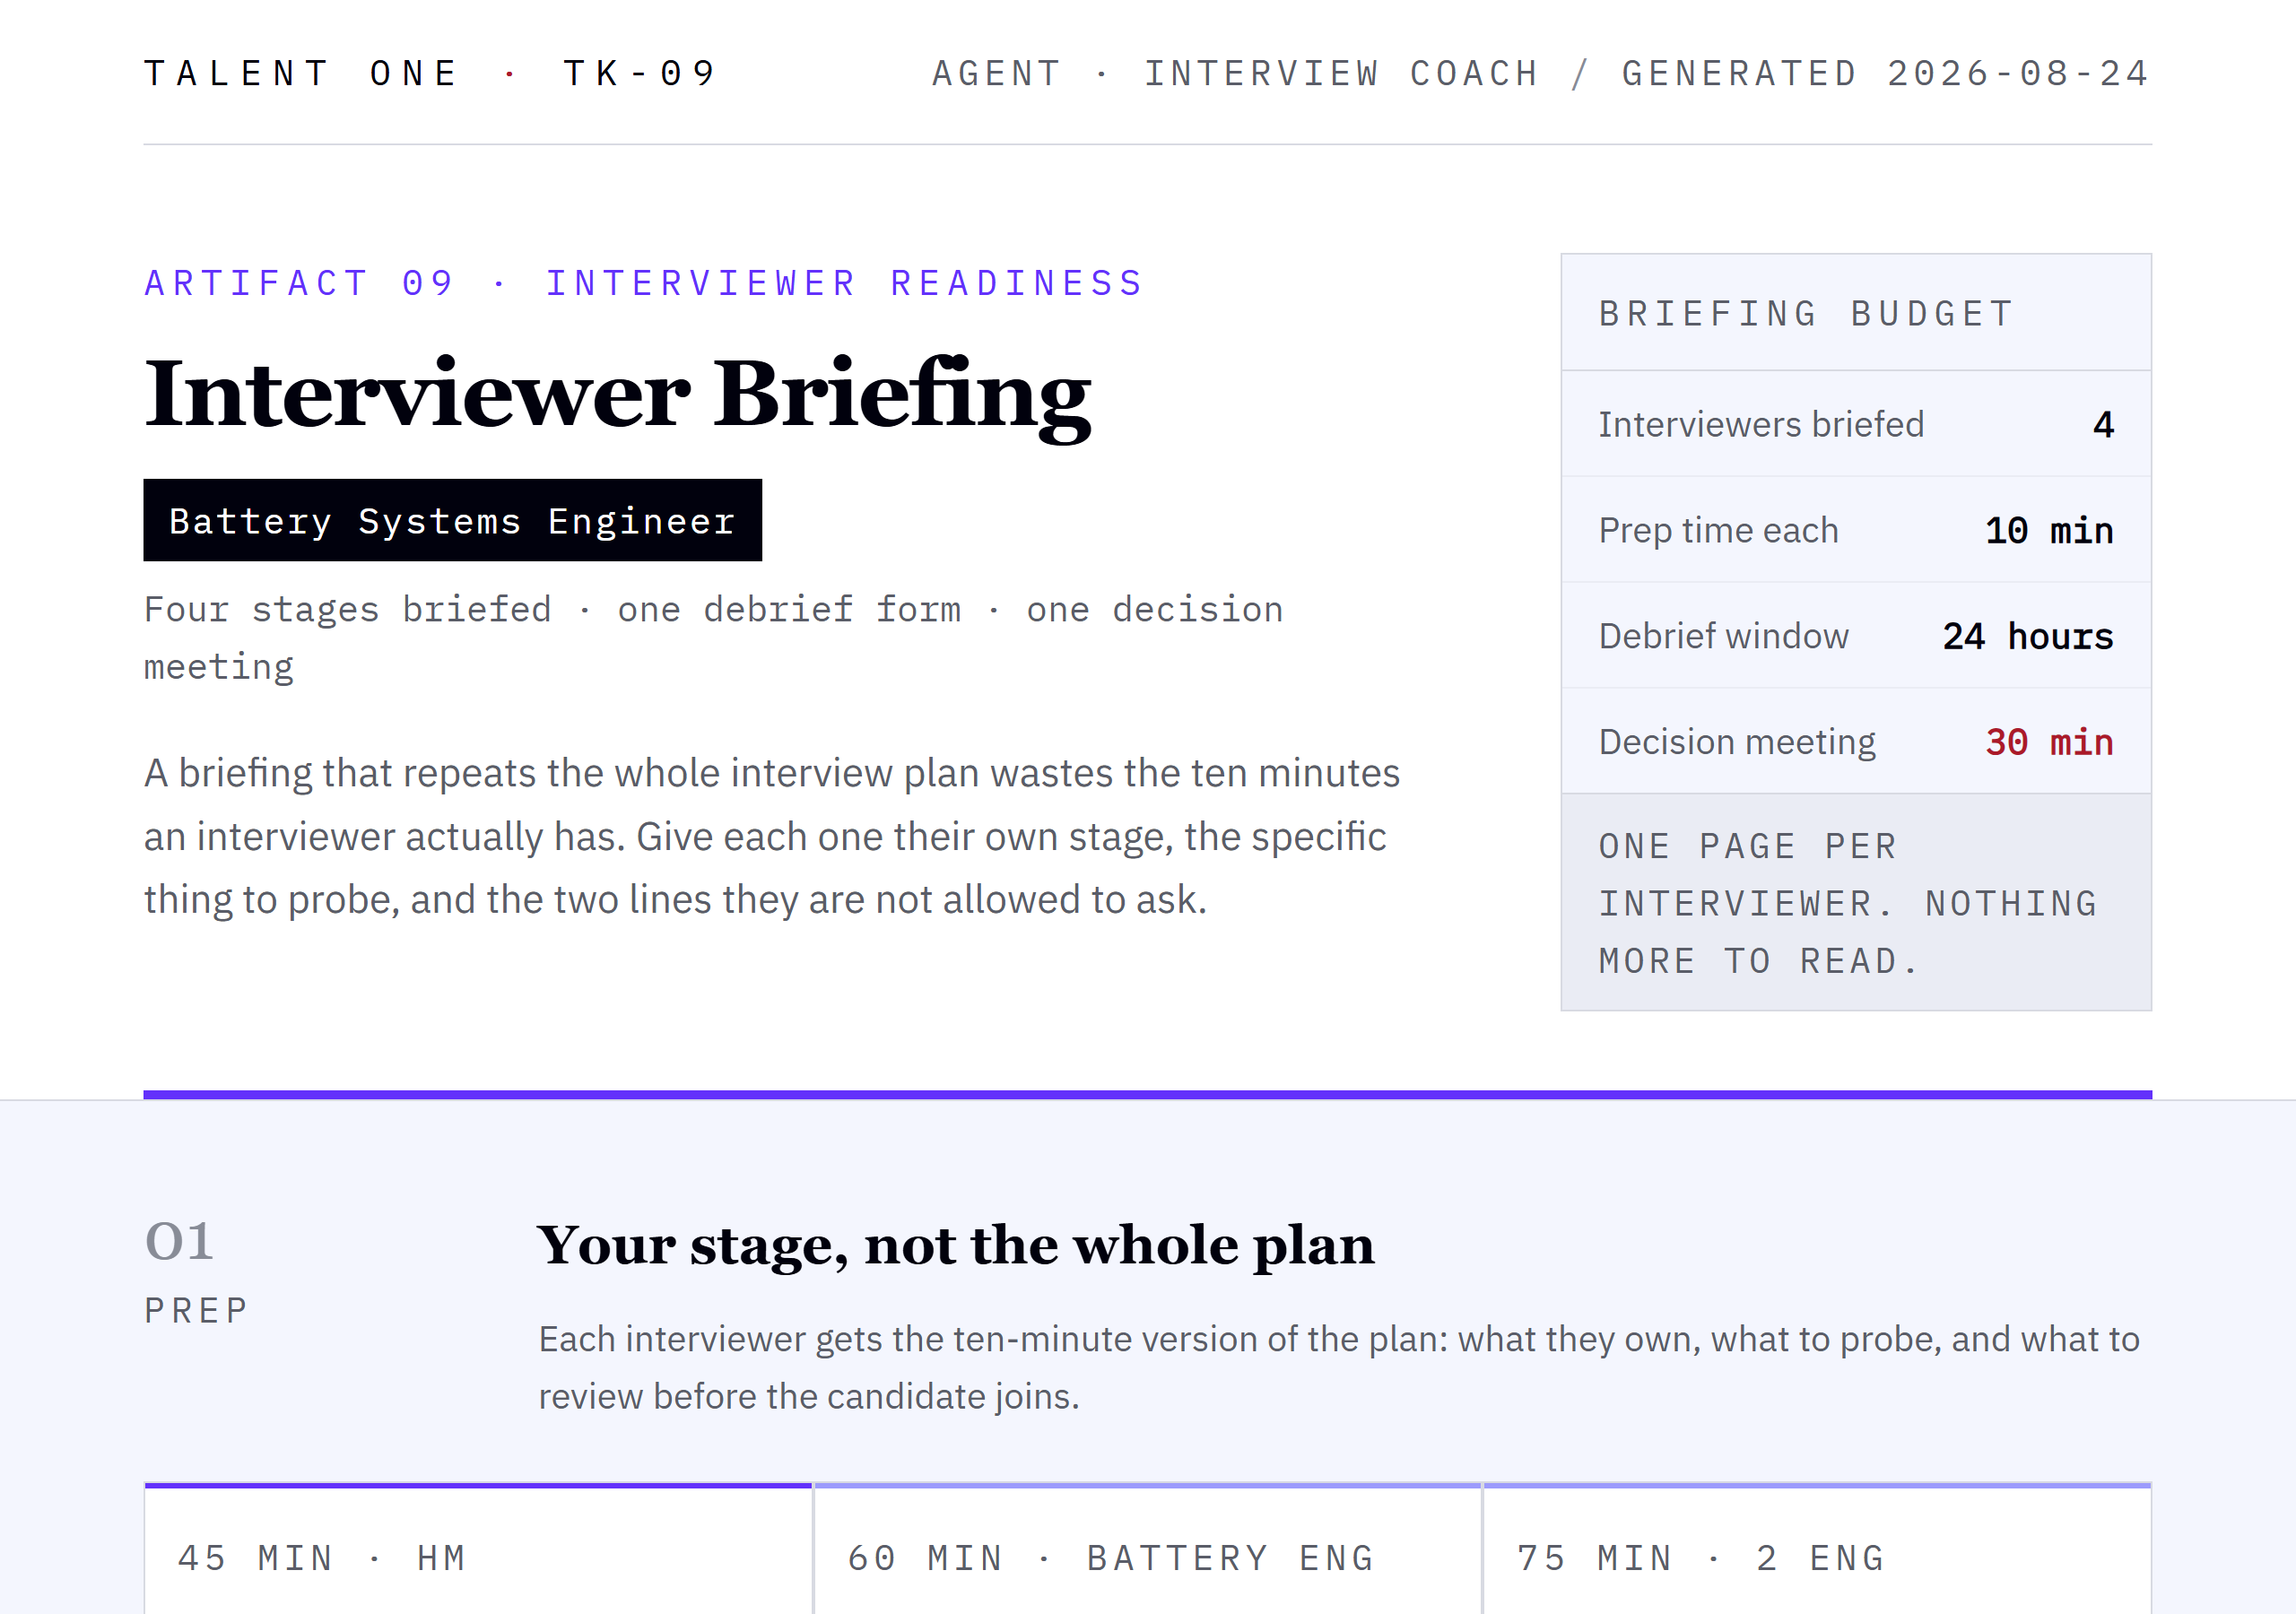 TALENT ONE · TK-09
AGENT · INTERVIEW COACH / GENERATED 2026-08-24
ARTIFACT 09 · INTERVIEWER READINESS
Interviewer Briefing
Battery Systems Engineer
Four stages briefed · one debrief form · one decision
meeting
A briefing that repeats the whole interview plan wastes the ten minutes
an interviewer actually has. Give each one their own stage, the specific
thing to probe, and the two lines they are not allowed to ask.
BRIEFING BUDGET
Interviewers briefed 4
Prep time each 10 min
Debrief window 24 hours
Decision meeting 30 min
ONE PAGE PER
INTERVIEWER. NOTHING
MORE TO READ.
01
PREP
Your stage, not the whole plan
Each interviewer gets the ten-minute version of the plan: what they own, what to probe, and what to
review before the candidate joins.
45 MIN · HM
60 MIN · BATTERY ENG
75 MIN · 2 ENG